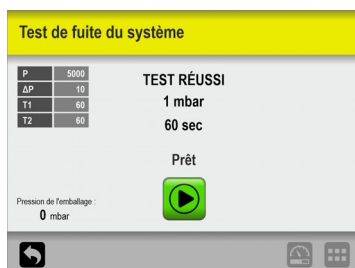 Test de fuite du système
P 5000
ΔP 10
T1 60
T2 60
TEST RÉUSSI
1 mbar
60 sec
Prêt
Pression de l'emballage :
0 mbar